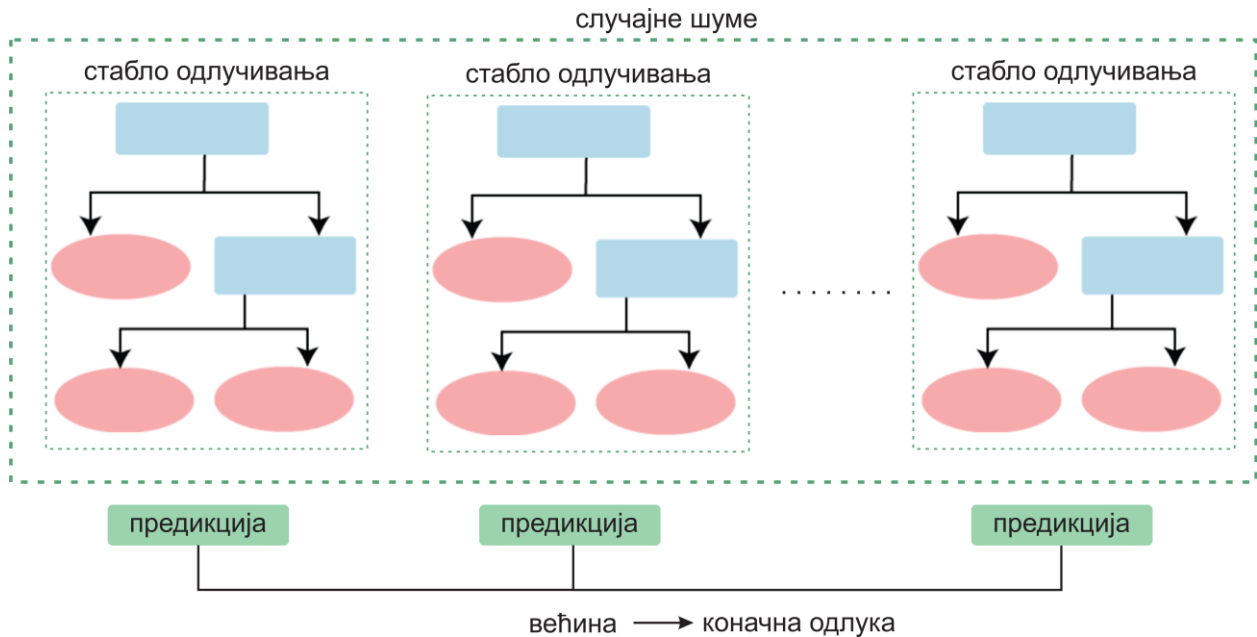 случајне шуме
стабло одлучивања
стабло одлучивања
стабло одлучивања
. . . . . . . .
предикција
предикција
предикција
већина
коначна одлука